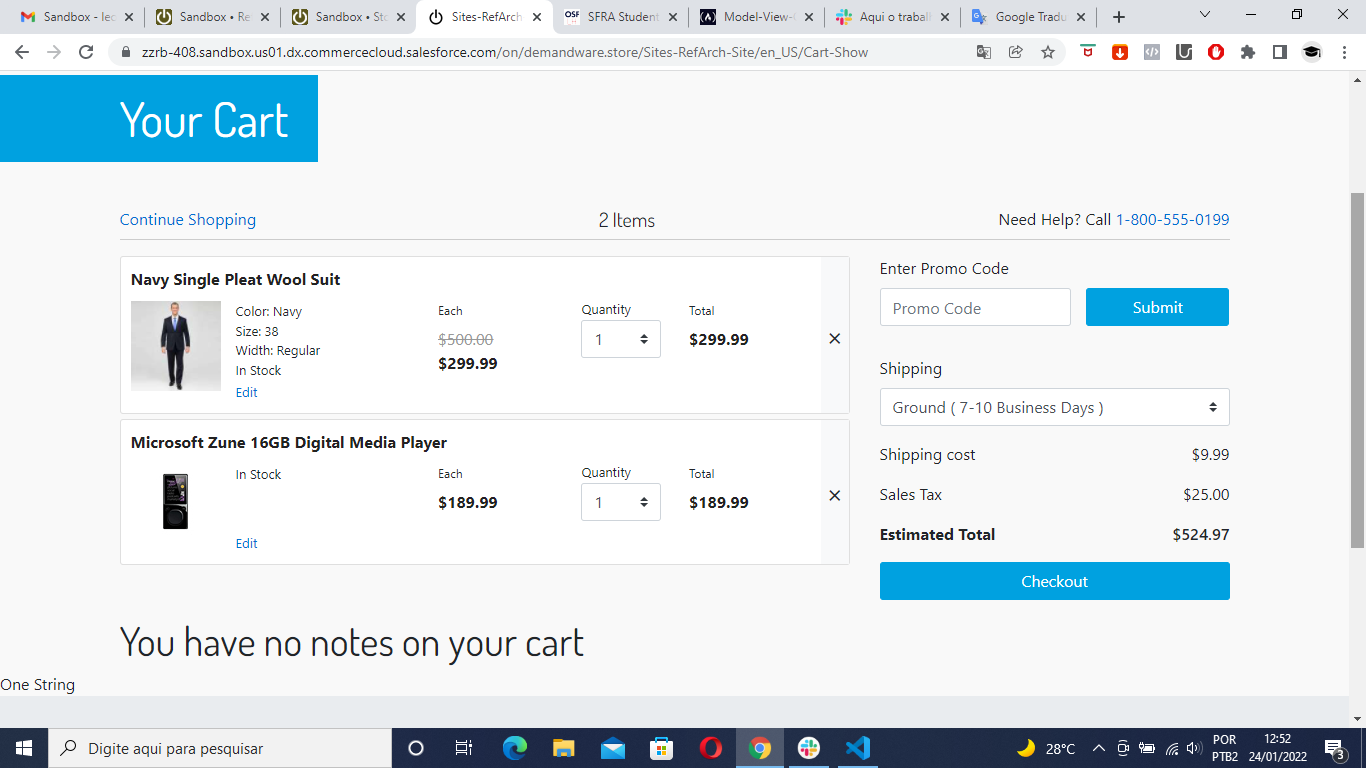 Sandbox - leo
Sandbox • Re
Sandbox • Sto
Sites-RefArch
SFRA Student
Model-View-
Aqui o trabal
Google Tradu
zzrb-408.sandbox.us01.dx.commercecloud.salesforce.com/on/demandware.store/Sites-RefArch-Site/en_US/Cart-Show
Your Cart
Continue Shopping
2 Items
Need Help? Call 1-800-555-0199
Navy Single Pleat Wool Suit
Color: Navy
Size: 38
Width: Regular
In Stock
Edit
Each
$500.00
$299.99
Quantity
1
Total
$299.99
Microsoft Zune 16GB Digital Media Player
In Stock
Edit
Each
$189.99
Quantity
1
Total
$189.99
Enter Promo Code
Promo Code
Submit
Shipping
Ground ( 7-10 Business Days )
Shipping cost $9.99
Sales Tax $25.00
Estimated Total $524.97
Checkout
You have no notes on your cart
One String
Digite aqui para pesquisar
28°C
POR
PTB2
12:52
24/01/2022
3